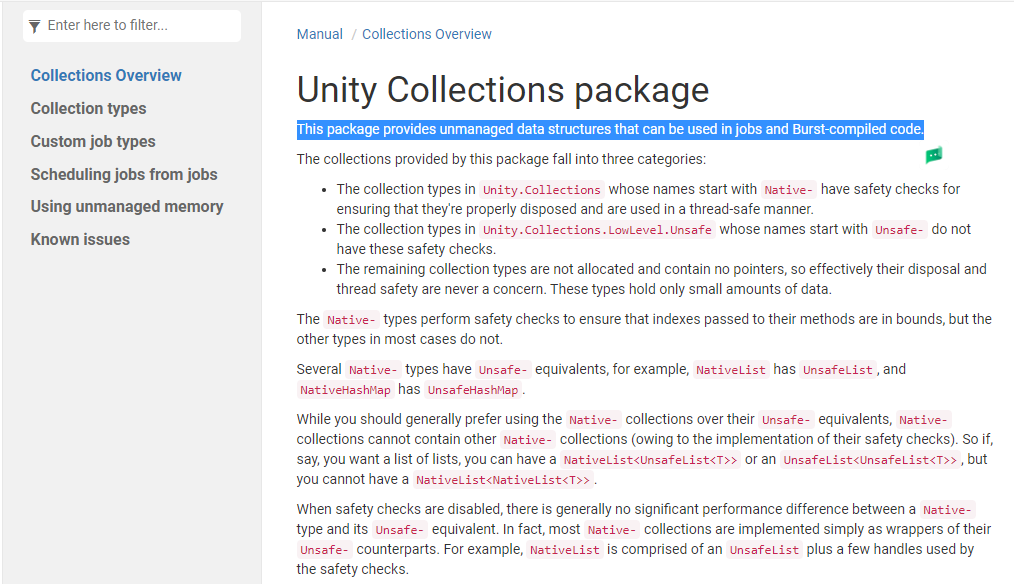 Enter here to filter...
Collections Overview
Collection types
Custom job types
Scheduling jobs from jobs
Using unmanaged memory
Known issues
Manual / Collections Overview
Unity Collections package
This package provides unmanaged data structures that can be used in jobs and Burst-compiled code.
The collections provided by this package fall into three categories:
• The collection types in Unity.Collections whose names start with Native- have safety checks for
ensuring that they're properly disposed and are used in a thread-safe manner.
• The collection types in Unity.Collections.LowLevel.Unsafe whose names start with Unsafe- do not
have these safety checks.
• The remaining collection types are not allocated and contain no pointers, so effectively their disposal and
thread safety are never a concern. These types hold only small amounts of data.
The Native- types perform safety checks to ensure that indexes passed to their methods are in bounds, but the
other types in most cases do not.
Several Native- types have Unsafe- equivalents, for example, NativeList has UnsafeList, and
NativeHashMap has UnsafeHashMap.
While you should generally prefer using the Native- collections over their Unsafe- equivalents, Native-
collections cannot contain other Native- collections (owing to the implementation of their safety checks). So if,
say, you want a list of lists, you can have a NativeList<UnsafeList<T>> or an UnsafeList<UnsafeList<T>>, but
you cannot have a NativeList<NativeList<T>>.
When safety checks are disabled, there is generally no significant performance difference between a Native-
type and its Unsafe- equivalent. In fact, most Native- collections are implemented simply as wrappers of their
Unsafe- counterparts. For example, NativeList is comprised of an UnsafeList plus a few handles used by
the safety checks.